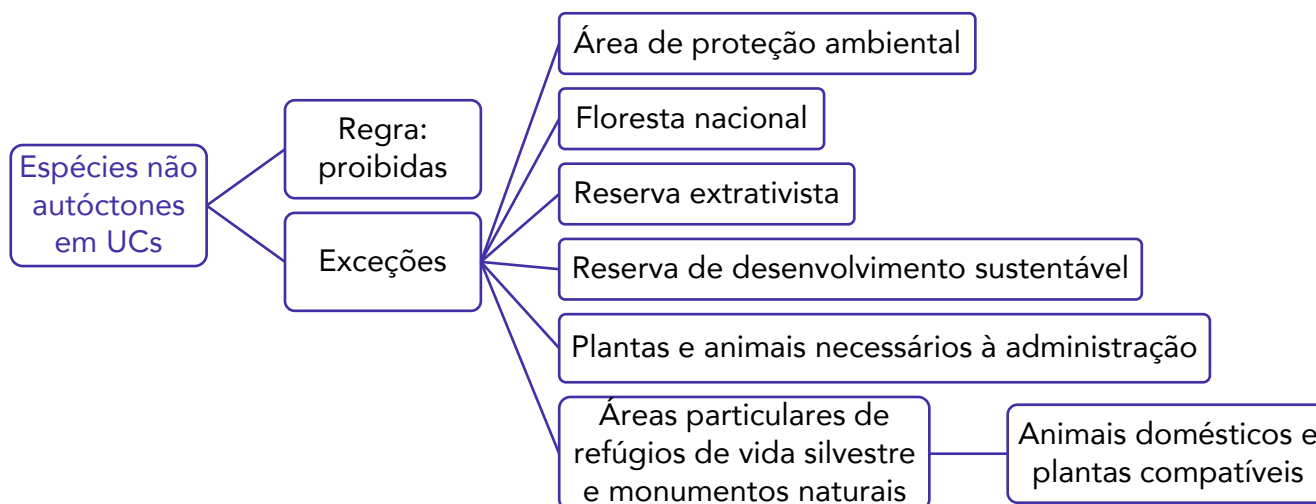 Espécies não
autóctones
em UCs
Regra:
proibidas
Exceções
Área de proteção ambiental
Floresta nacional
Reserva extrativista
Reserva de desenvolvimento sustentável
Plantas e animais necessários à administração
Áreas particulares de
refúgios de vida silvestre
e monumentos naturais
Animais domésticos e
plantas compatíveis